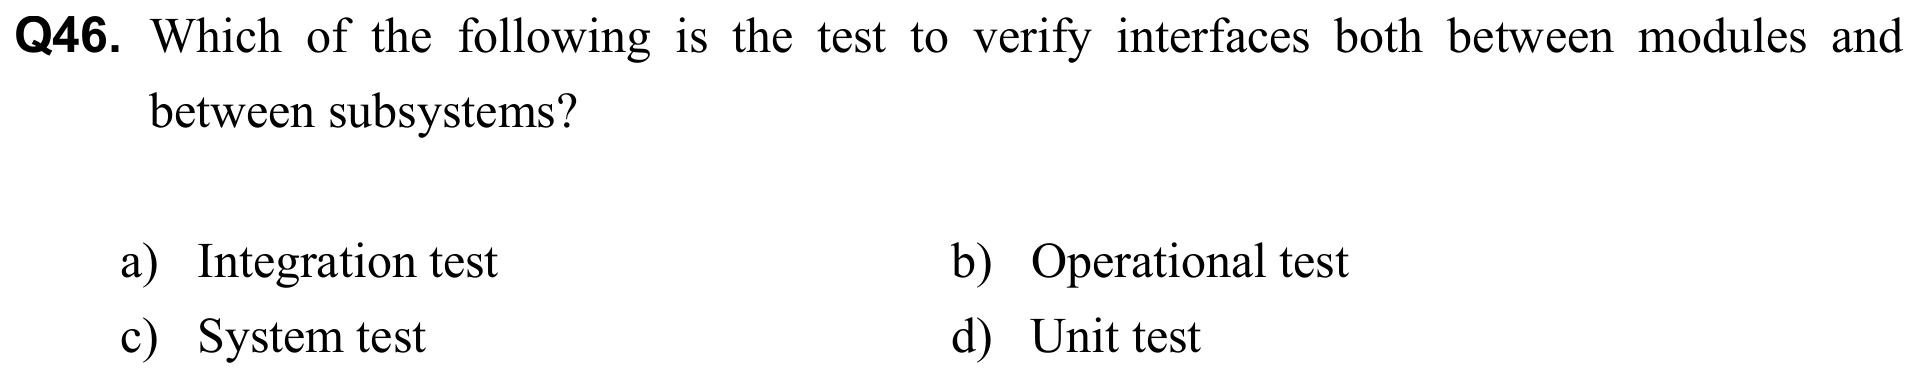 Q46. Which of the following is the test to verify interfaces both between modules and
between subsystems?
a) Integration test b) Operational test
c) System test d) Unit test